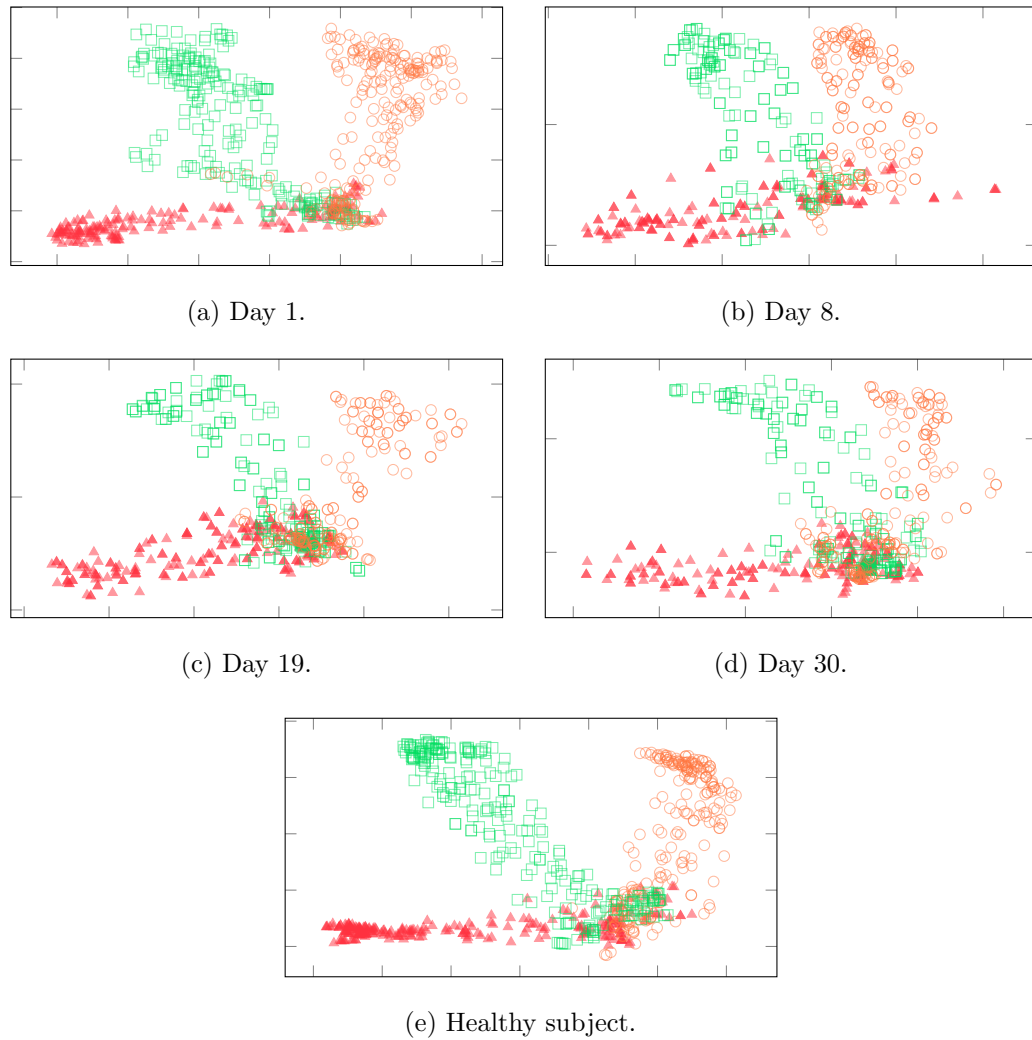 (a) Day 1.
(b) Day 8.
(c) Day 19.
(d) Day 30.
(e) Healthy subject.